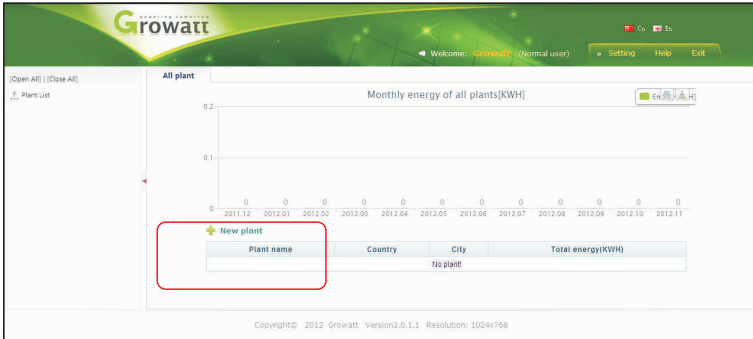 powering tomorrow
Growatt
Cn En
Welcome: Growatt (Normal user) » Setting Help Exit
[Open All] | [Close All]
Plant List
All plant
Monthly energy of all plants[KWH]
0.2
0.1
0
0 0 0 0 0 0 0 0 0 0 0 0
2011.12 2012.01 2012.02 2012.03 2012.04 2012.05 2012.06 2012.07 2012.08 2012.09 2012.10 2012.11
New plant
Plant name Country City Total energy(KWH)
No plant!
Copyright© 2012 Growatt Version2.0.1.1 Resolution: 1024x768